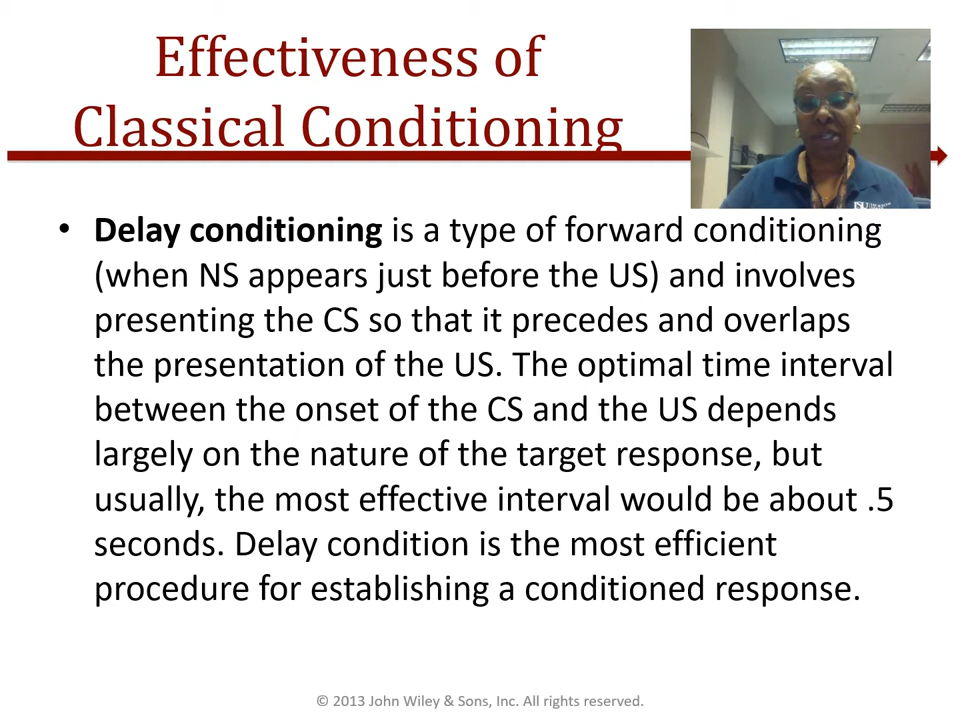 Effectiveness of
Classical Conditioning
• Delay conditioning is a type of forward conditioning
(when NS appears just before the US) and involves
presenting the CS so that it precedes and overlaps
the presentation of the US. The optimal time interval
between the onset of the CS and the US depends
largely on the nature of the target response, but
usually, the most effective interval would be about .5
seconds. Delay condition is the most efficient
procedure for establishing a conditioned response.
© 2013 John Wiley & Sons, Inc. All rights reserved.